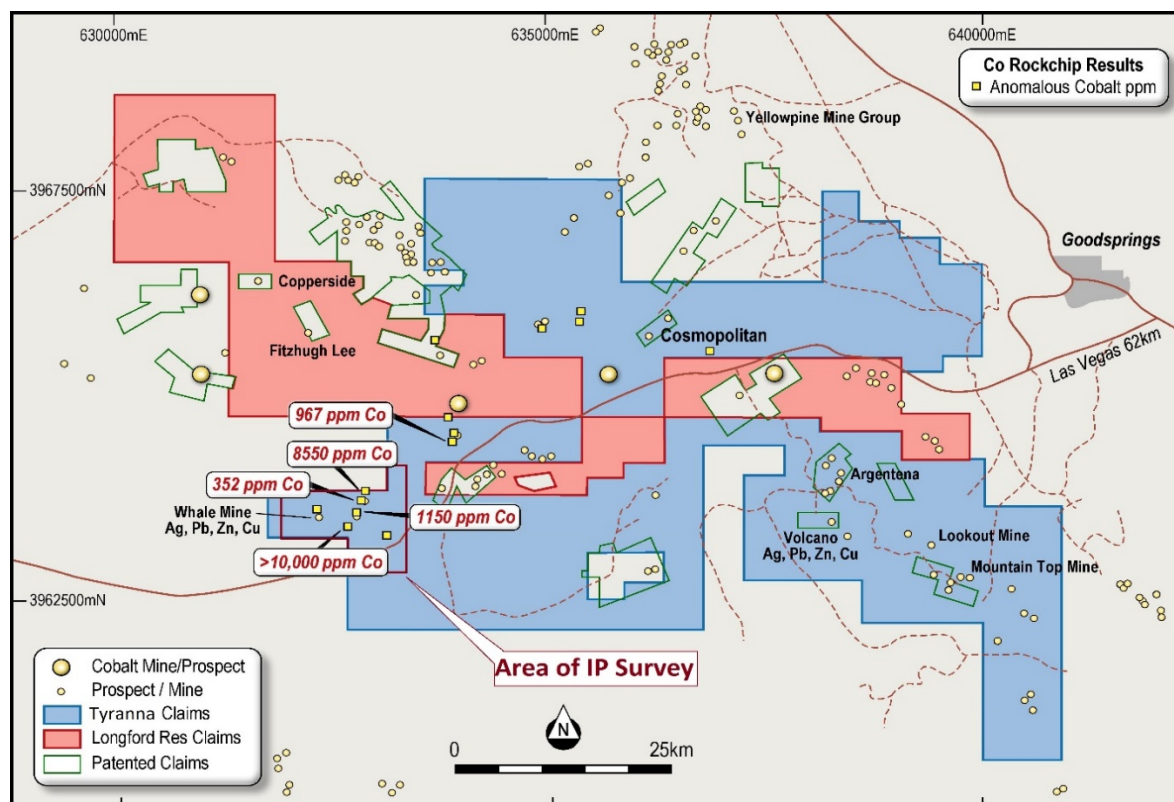 630000mE
635000mE
640000mE
Co Rockchip Results
Anomalous Cobalt ppm
Yellowpine Mine Group
3967500mN
Goodsprings
Copperside
Cosmopolitan
Fitzhugh Lee
Las Vegas 62km
967 ppm Co
8550 ppm Co
352 ppm Co
Argentena
Whale Mine
Ag, Pb, Zn, Cu
1150 ppm Co
Volcano
Ag, Pb, Zn, Cu
Lookout Mine
>10,000 ppm Co
Mountain Top Mine
3962500mN
Area of IP Survey
Cobalt Mine/Prospect
Prospect / Mine
Tyranna Claims
Longford Res Claims
Patented Claims
N
0
25km